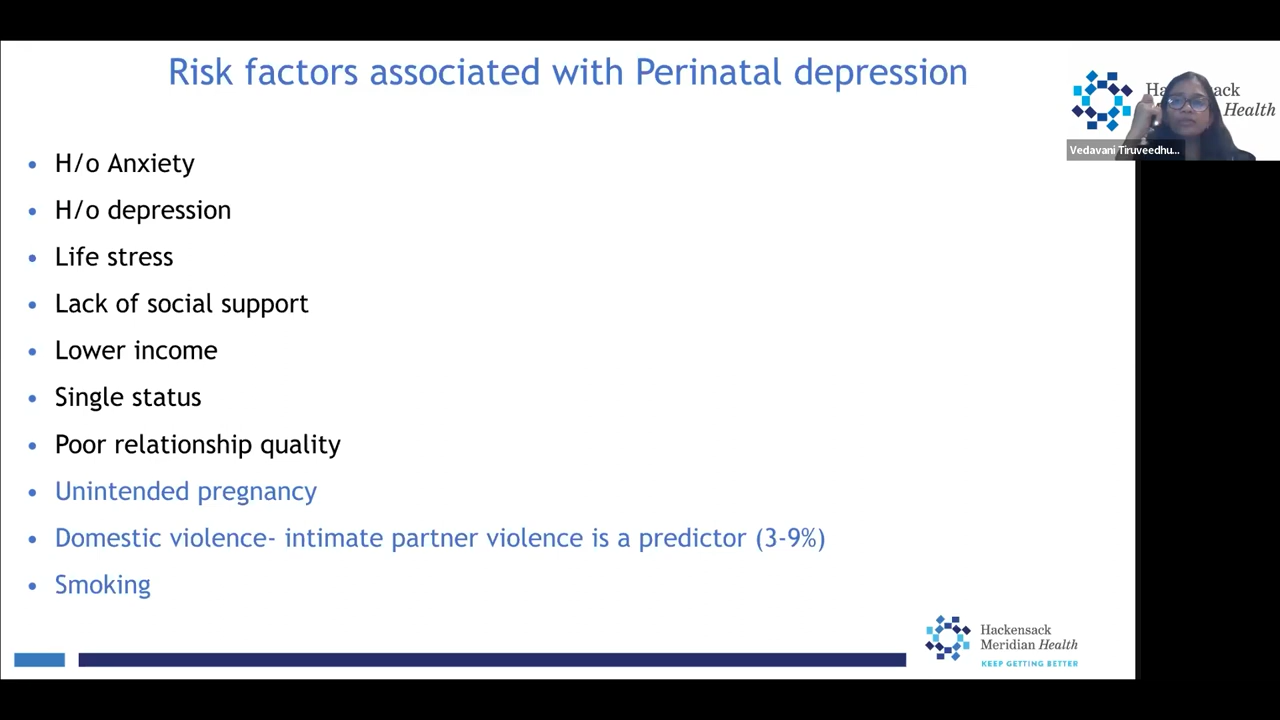 Risk factors associated with Perinatal depression
Vedavani Tiruveedhu...
Health
• H/o Anxiety
• H/o depression
• Life stress
• Lack of social support
• Lower income
• Single status
• Poor relationship quality
• Unintended pregnancy
• Domestic violence- intimate partner violence is a predictor (3-9%)
• Smoking
Hackensack
Meridian Health
KEEP GETTING BETTER